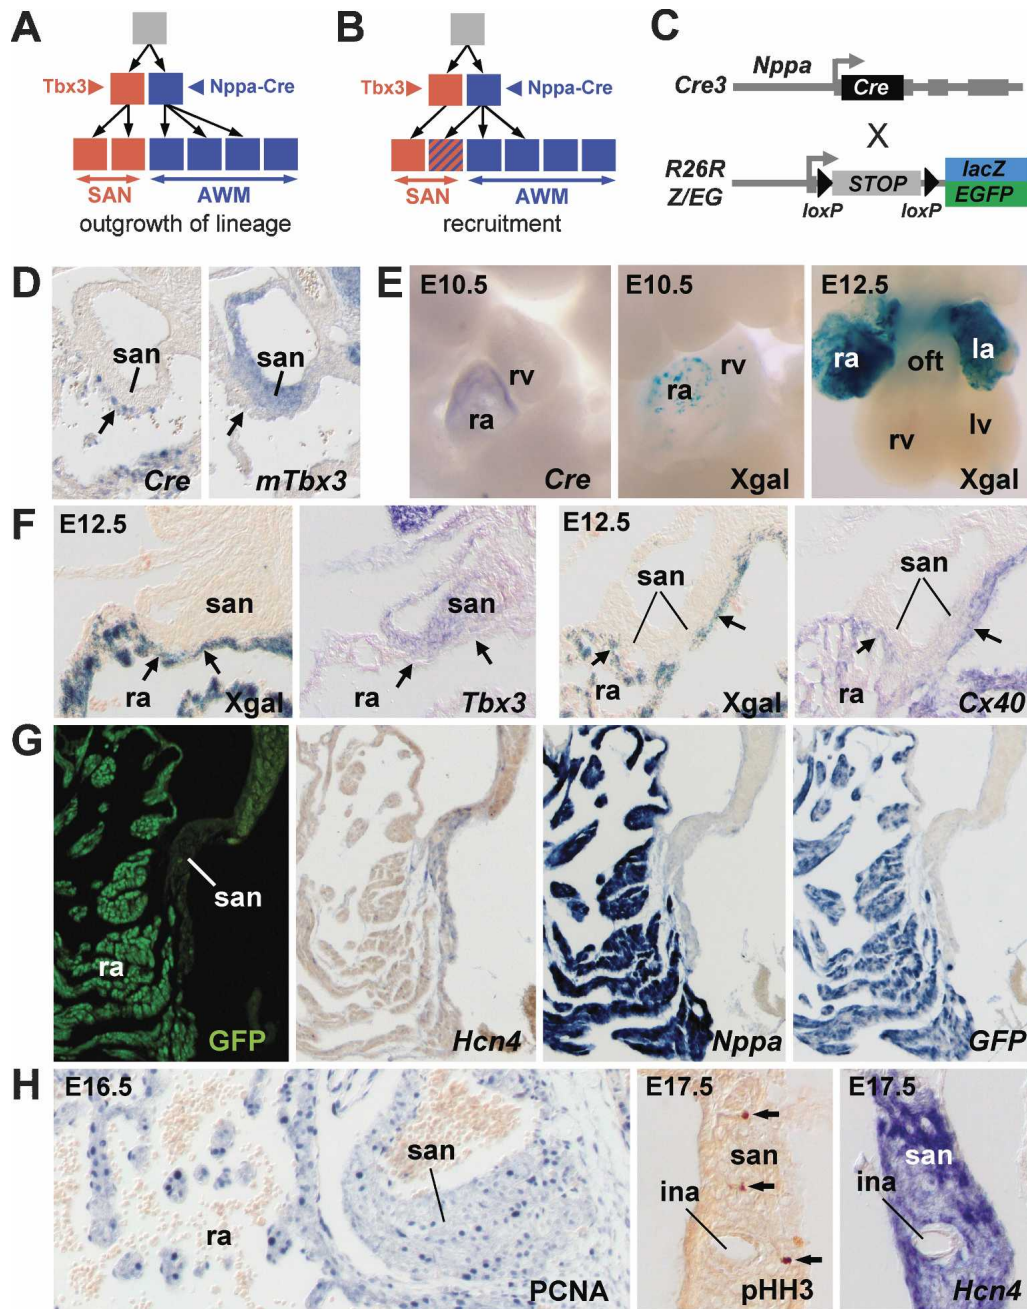 A
Tbx3
Nppa-Cre
SAN
AWM
outgrowth of lineage
B
Tbx3
Nppa-Cre
SAN
AWM
recruitment
C
Nppa
Cre3
Cre
X
R26R
Z/EG
STOP
lacZ
EGFP
loxP
loxP
D
san
Cre
san
mTbx3
E
E10.5
rv
ra
Cre
E10.5
rv
ra
Xgal
E12.5
ra
la
oft
rv
lv
Xgal
F
E12.5
san
ra
Xgal
san
ra
Tbx3
E12.5
san
ra
Xgal
san
ra
Cx40
G
san
ra
GFP
Hcn4
Nppa
GFP
H
E16.5
san
ra
PCNA
E17.5
san
ina
pHH3
E17.5
san
ina
Hcn4